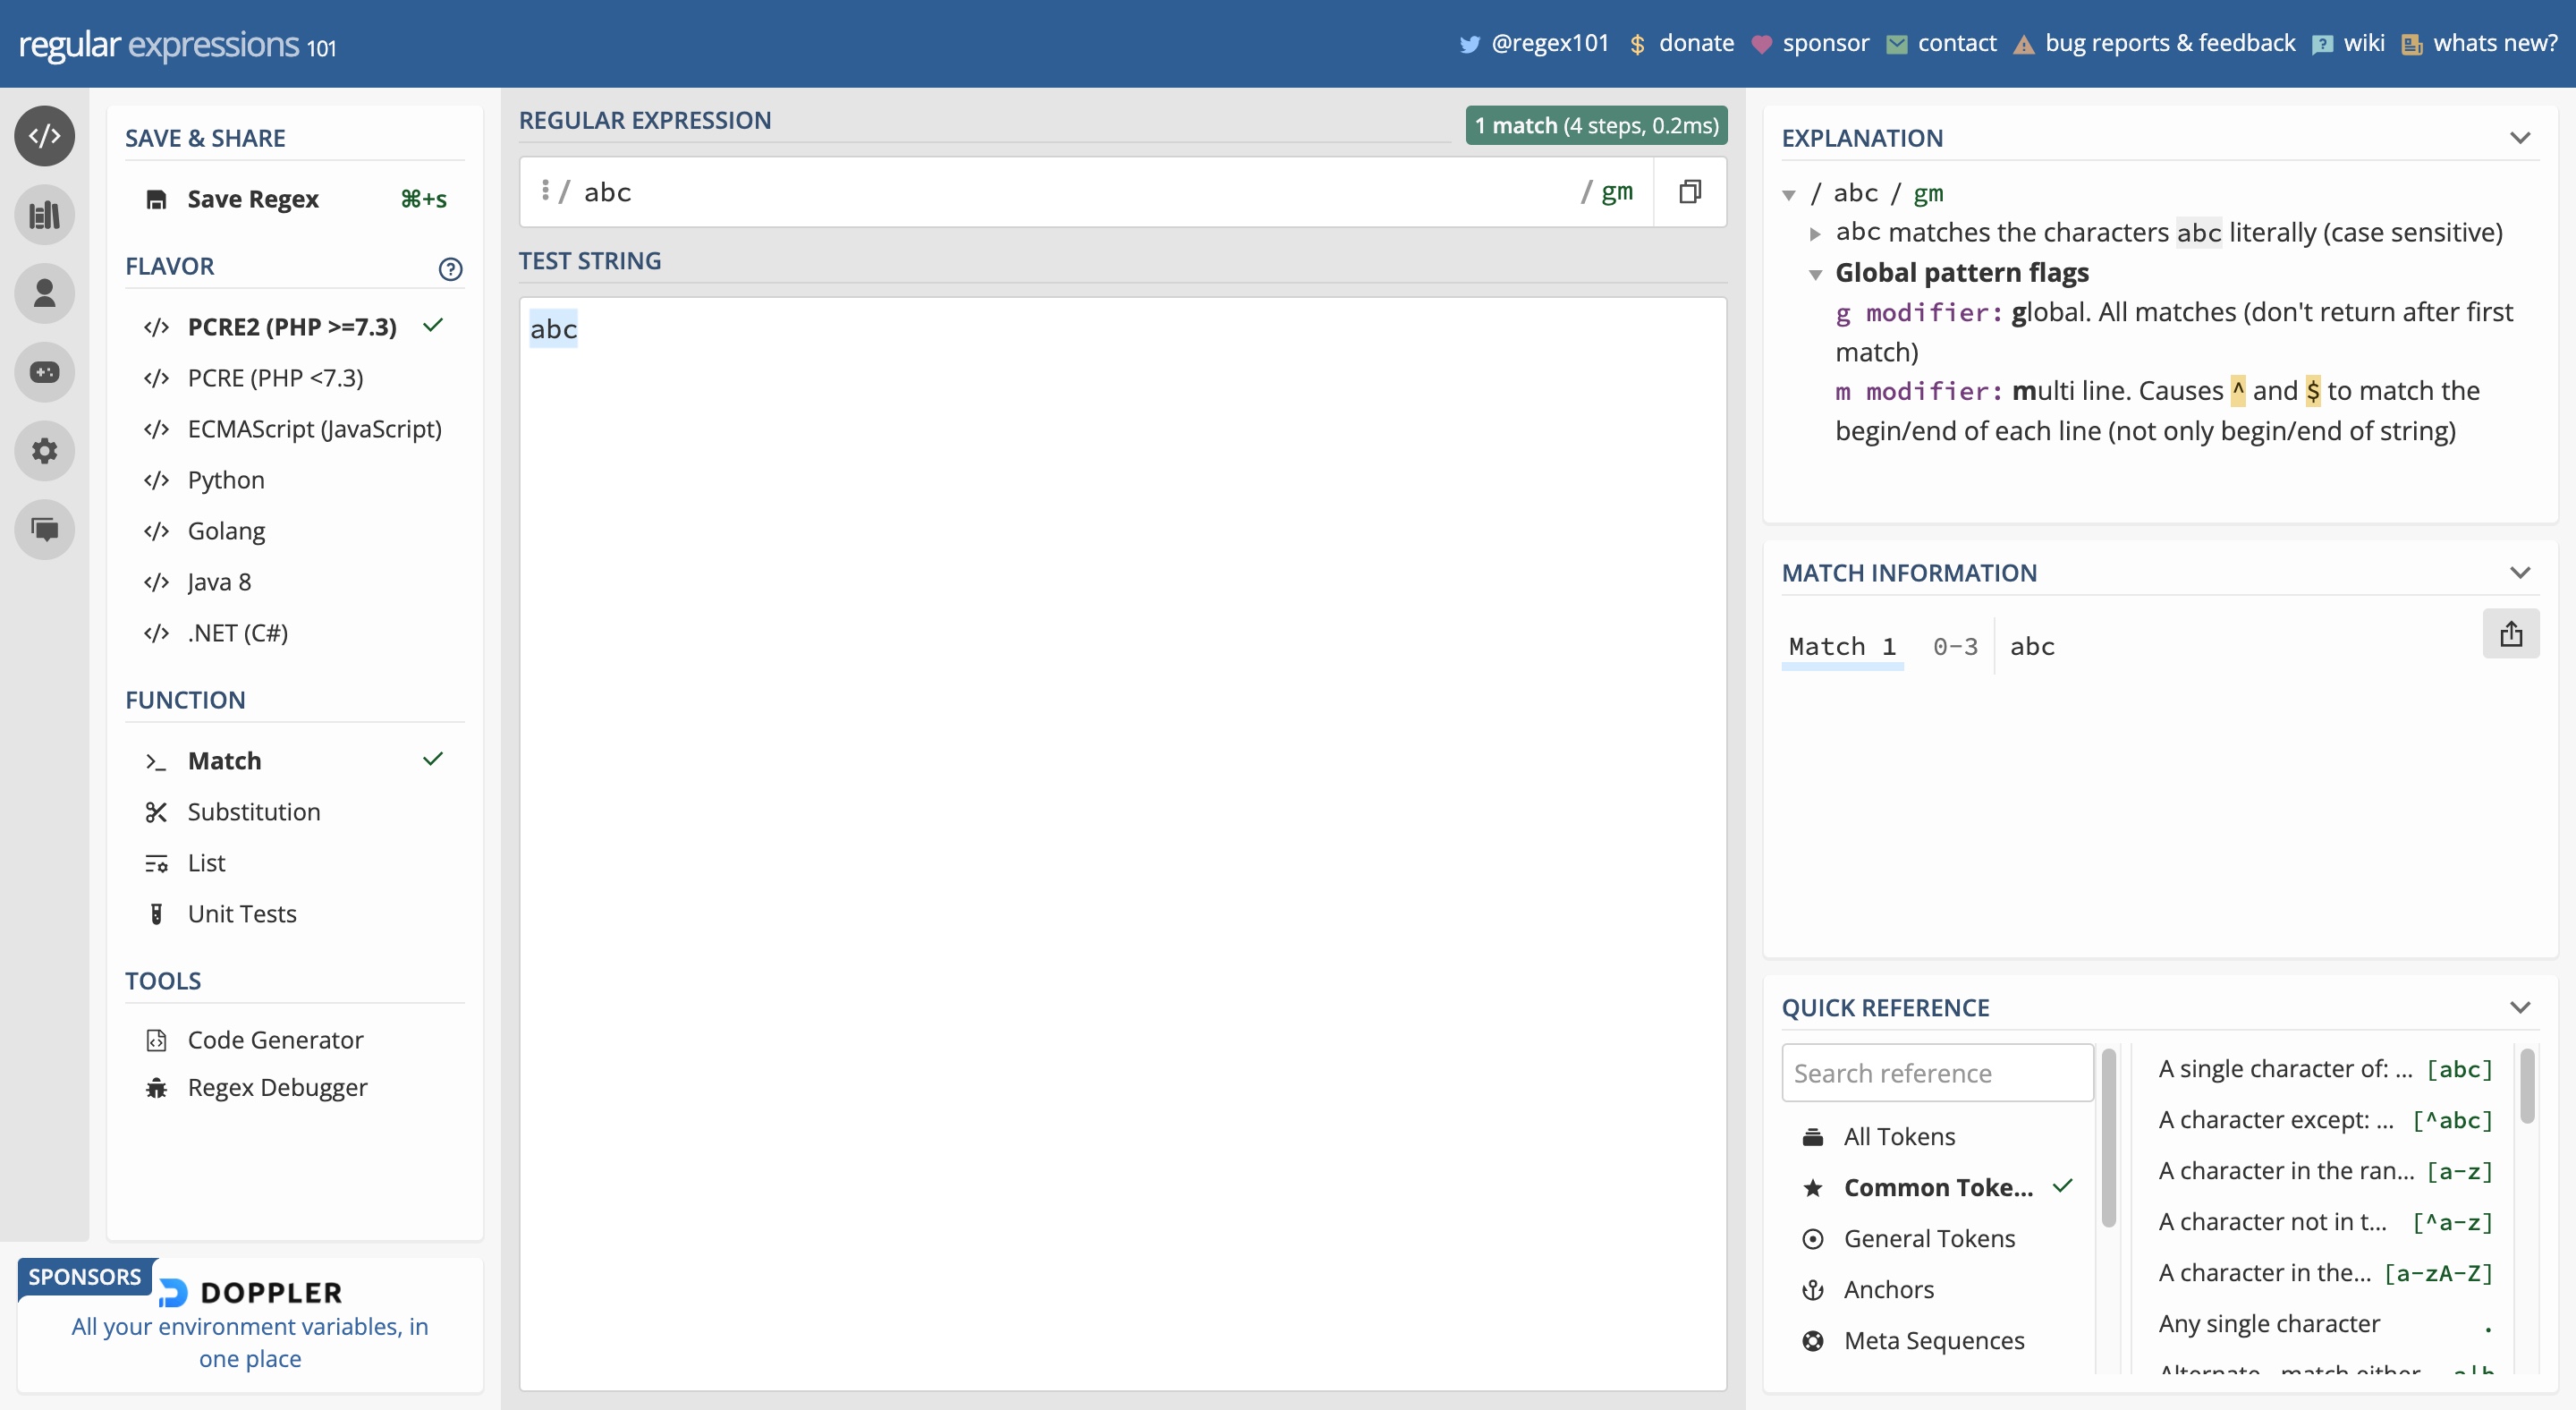 regular expressions 101
@regex101 $ donate sponsor contact bug reports & feedback wiki whats new?
SAVE & SHARE
Save Regex ⌘+s
FLAVOR
</> PCRE2 (PHP >=7.3)
</> PCRE (PHP <7.3)
</> ECMAScript (JavaScript)
</> Python
</> Golang
</> Java 8
</> .NET (C#)
FUNCTION
Match
Substitution
List
Unit Tests
TOOLS
Code Generator
Regex Debugger
SPONSORS
DOPPLER
All your environment variables, in
one place
REGULAR EXPRESSION
1 match (4 steps, 0.2ms)
/ abc / gm
TEST STRING
abc
EXPLANATION
/ abc / gm
abc matches the characters abc literally (case sensitive)
Global pattern flags
g modifier: global. All matches (don't return after first
match)
m modifier: multi line. Causes ^ and $ to match the
begin/end of each line (not only begin/end of string)
MATCH INFORMATION
Match 1 0-3 abc
QUICK REFERENCE
Search reference
All Tokens
Common Toke...
General Tokens
Anchors
Meta Sequences
A single character of: ... [abc]
A character except: ... [^abc]
A character in the ran... [a-z]
A character not in t... [^a-z]
A character in the... [a-zA-Z]
Any single character .
Alternate - match either a|b